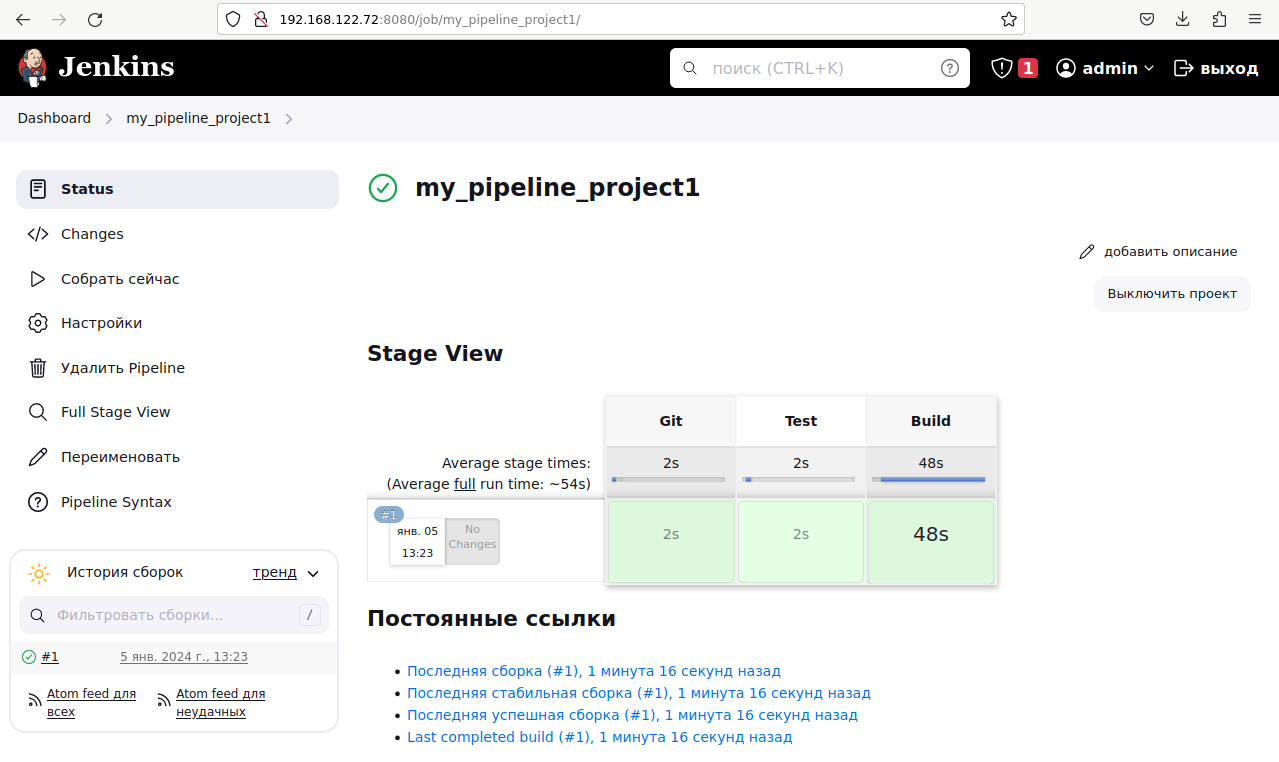 192.168.122.72:8080/job/my_pipeline_project1/
Jenkins
поиск (CTRL+K)
1
admin
выход
Dashboard
my_pipeline_project1
Status
Changes
Собрать сейчас
Настройки
Удалить Pipeline
Full Stage View
Переименовать
Pipeline Syntax
История сборок
тренд
Фильтровать сборки...
/
#1
5 янв. 2024 г., 13:23
Atom feed для
всех
Atom feed для
неудачных
my_pipeline_project1
добавить описание
Выключить проект
Stage View
Git
Test
Build
Average stage times:
(Average full run time: ~54s)
2s
2s
48s
#1
янв. 05
13:23
No
Changes
2s
2s
48s
Постоянные ссылки
Последняя сборка (#1), 1 минута 16 секунд назад
Последняя стабильная сборка (#1), 1 минута 16 секунд назад
Последняя успешная сборка (#1), 1 минута 16 секунд назад
Last completed build (#1), 1 минута 16 секунд назад